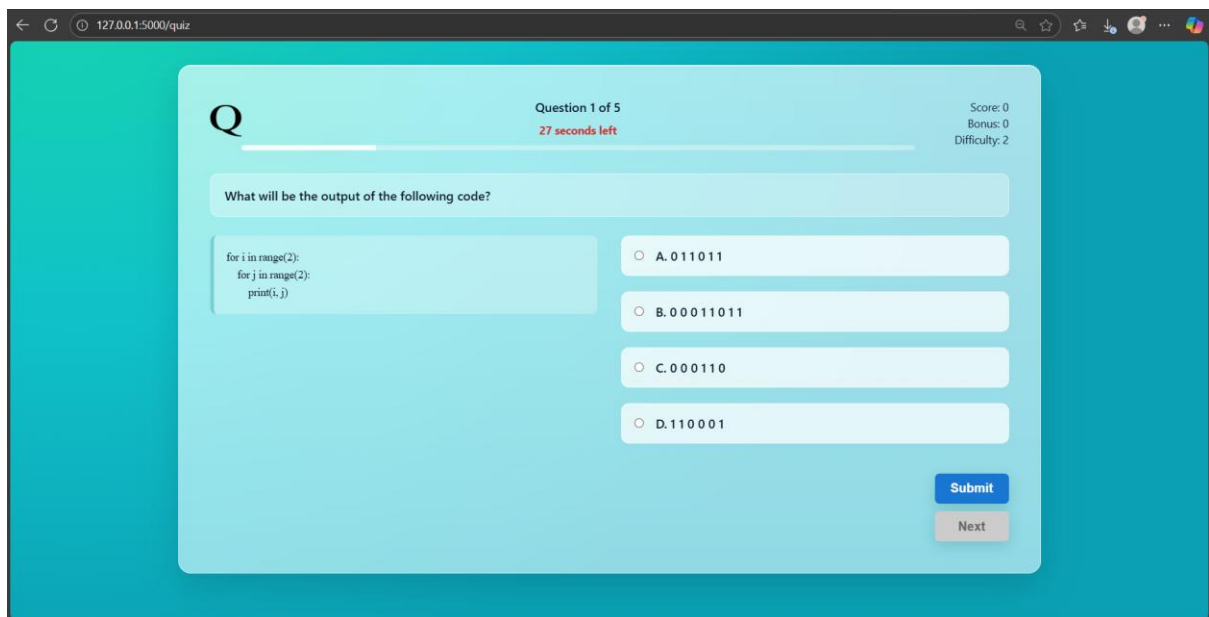 127.0.0.1:5000/quiz
Q
Question 1 of 5
27 seconds left
Score: 0
Bonus: 0
Difficulty: 2
What will be the output of the following code?
for i in range(2):
for j in range(2):
print(i, j)
A. 0 1 1 0 1 1
B. 0 0 0 1 1 0 1 1
C. 0 0 0 1 1 0
D. 1 1 0 0 0 1
Submit
Next